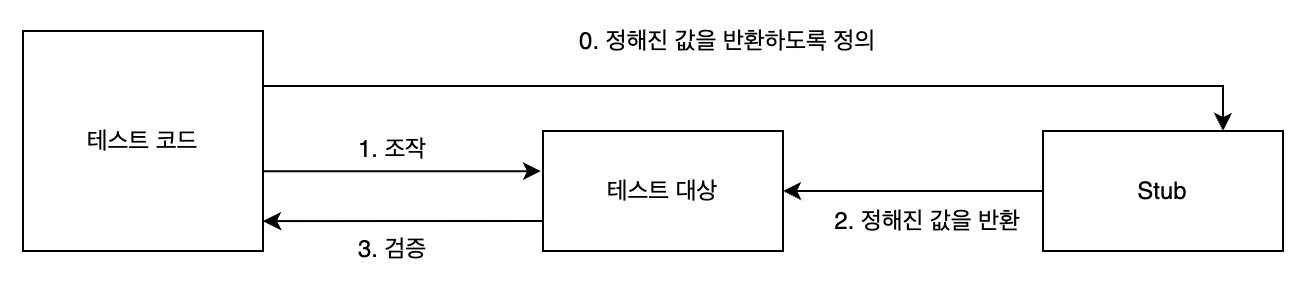 0. 정해진 값을 반환하도록 정의
테스트 코드
1. 조작
테스트 대상
Stub
2. 정해진 값을 반환
3. 검증